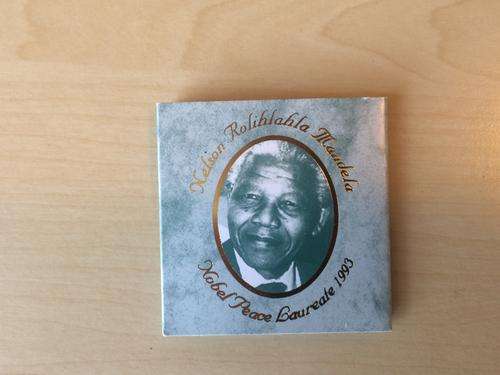 Nelson Rolihlahla Mandela
Nobel Peace Laureate 1993